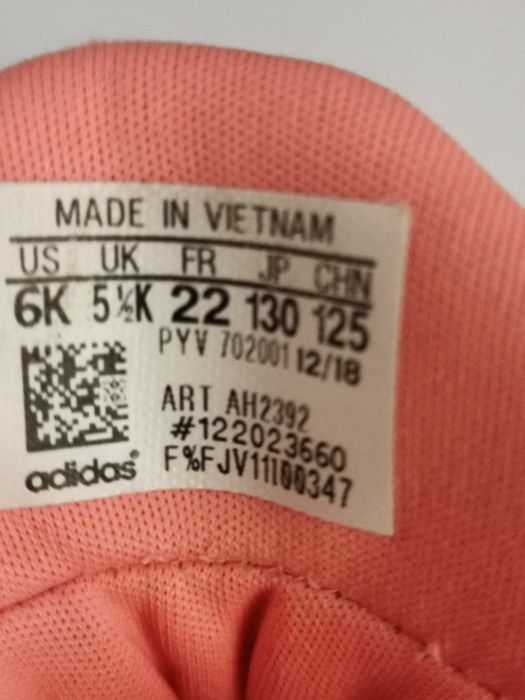 MADE IN VIETNAM
US UK FR JP CHN
6K 5½K 22 130 125
PYV 702001 12/18
ART AH2392
#122023660
F%FJV11I00347
adidas®